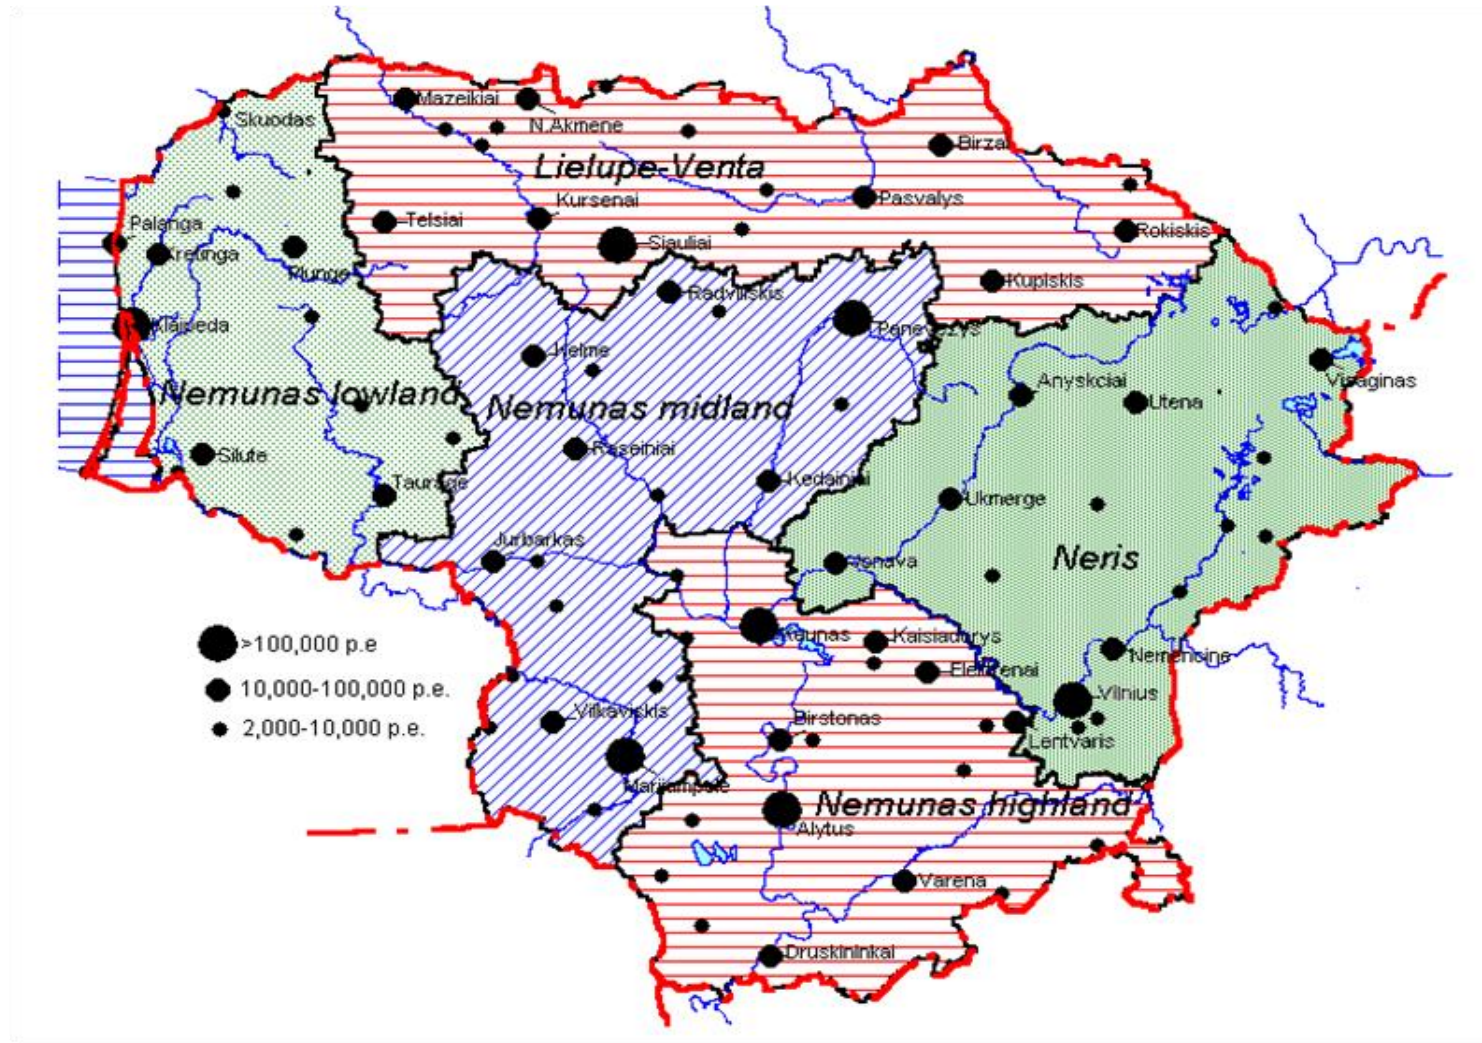 Mazeikiai
N.Akmene
Skuodas
Birzai
Lielupe-Venta
Kursenai
Pasvalys
Palanga
Telsiai
Siauliai
Rokiskis
Kretinga
Plunge
Kupiskis
Radviliskis
Klaipeda
Panevezys
Kelme
Anyskciai
Visaginas
Nemunas lowland
Nemunas midland
Utena
Silute
Raseiniai
Taurage
Kedainiai
Ukmerge
Jurbarkas
Jonava
Neris
>100,000 p.e
Kaunas
Kaisiadorys
Nemencine
Elektrenai
10,000-100,000 p.e.
Vilnius
Vilkaviskis
Birstonas
2,000-10,000 p.e.
Lentvaris
Marijampole
Nemunas highland
Alytus
Varena
Druskininkai